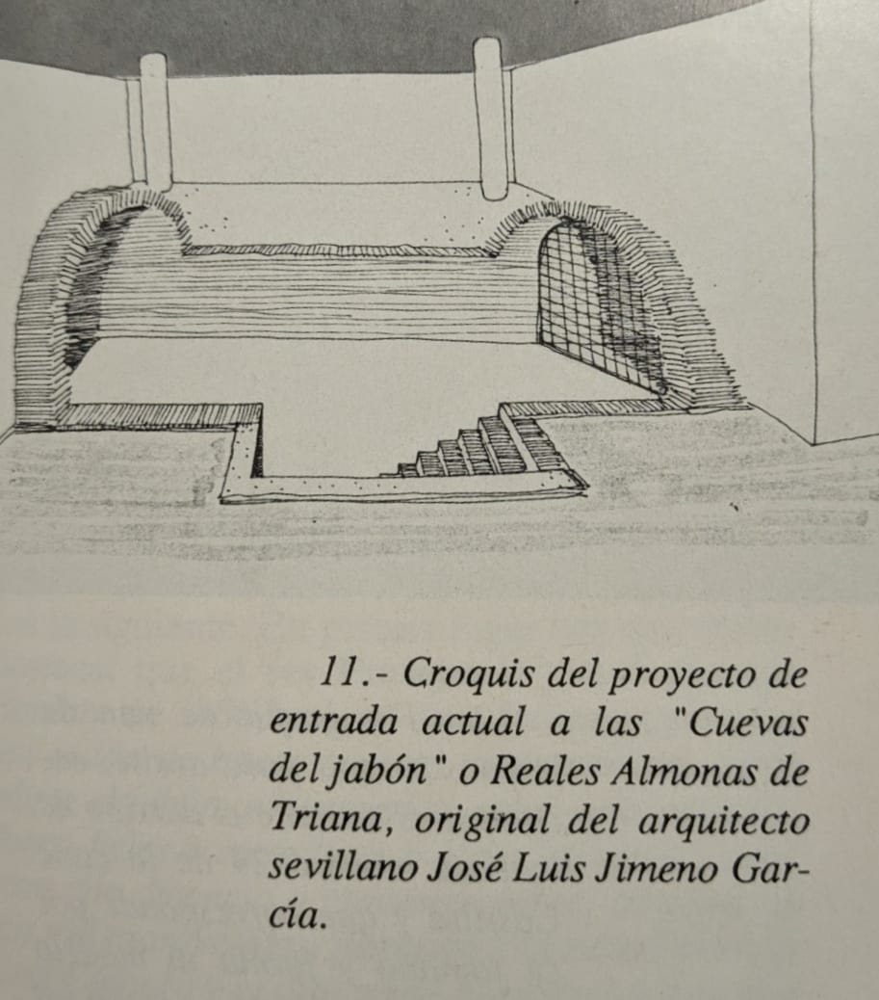 11.- Croquis del proyecto de
entrada actual a las "Cuevas
del jabón" o Reales Almonas de
Triana, original del arquitecto
sevillano José Luis Jimeno Gar-
cía.